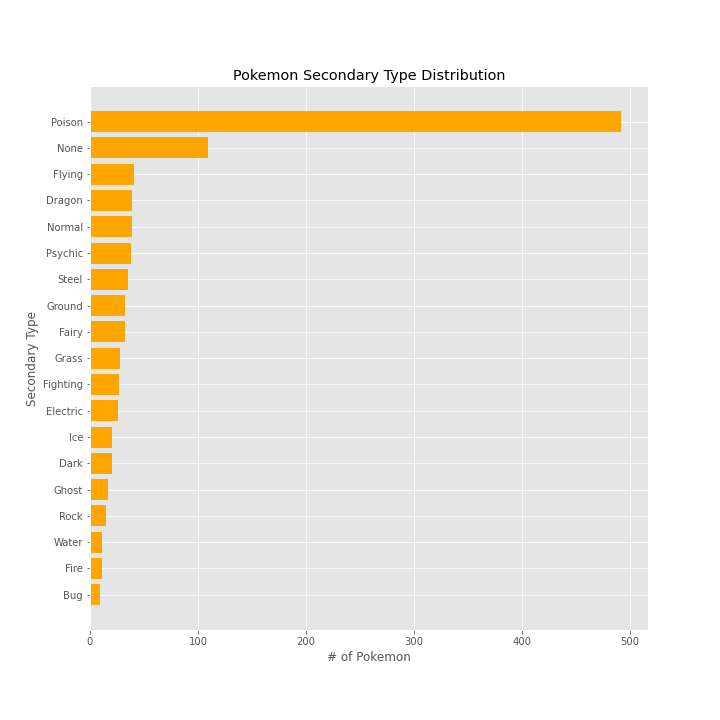 Pokemon Secondary Type Distribution
Secondary Type
Poison
None
Flying
Dragon
Normal
Psychic
Steel
Ground
Fairy
Grass
Fighting
Electric
Ice
Dark
Ghost
Rock
Water
Fire
Bug
0 100 200 300 400 500
# of Pokemon